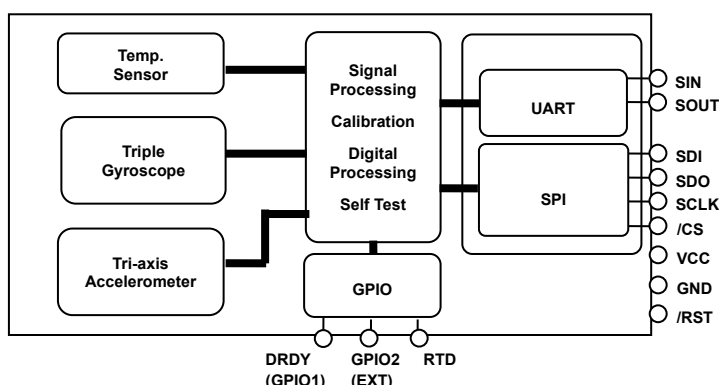 Temp.
Sensor
Triple
Gyroscope
Tri-axis
Accelerometer
Signal
Processing
Calibration
Digital
Processing
Self Test
GPIO
UART
SPI
SIN
SOUT
SDI
SDO
SCLK
/CS
VCC
GND
/RST
DRDY
(GPIO1)
GPIO2
(EXT)
RTD